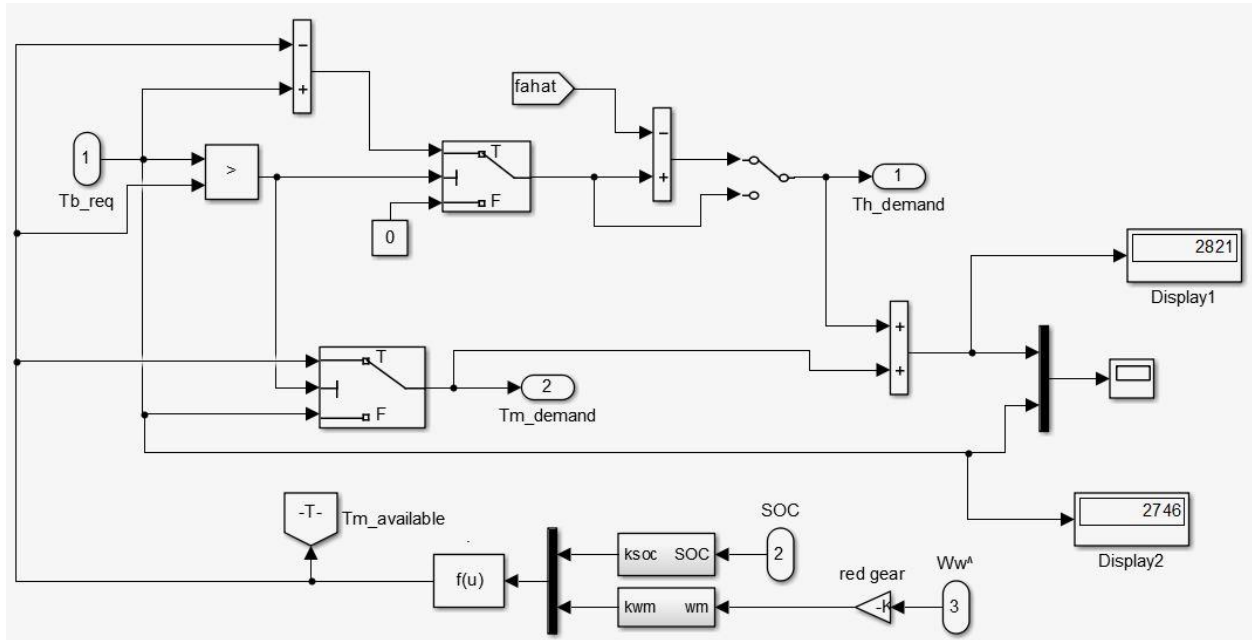 −
+
fahat
−
+
1
Tb_req
>
T
F
0
1
Th_demand
2821
Display1
+
+
T
F
2
Tm_demand
-T-
Tm_available
SOC
2746
Display2
f(u)
ksoc SOC
2
red gear
Ww^
kwm wm
-K
3